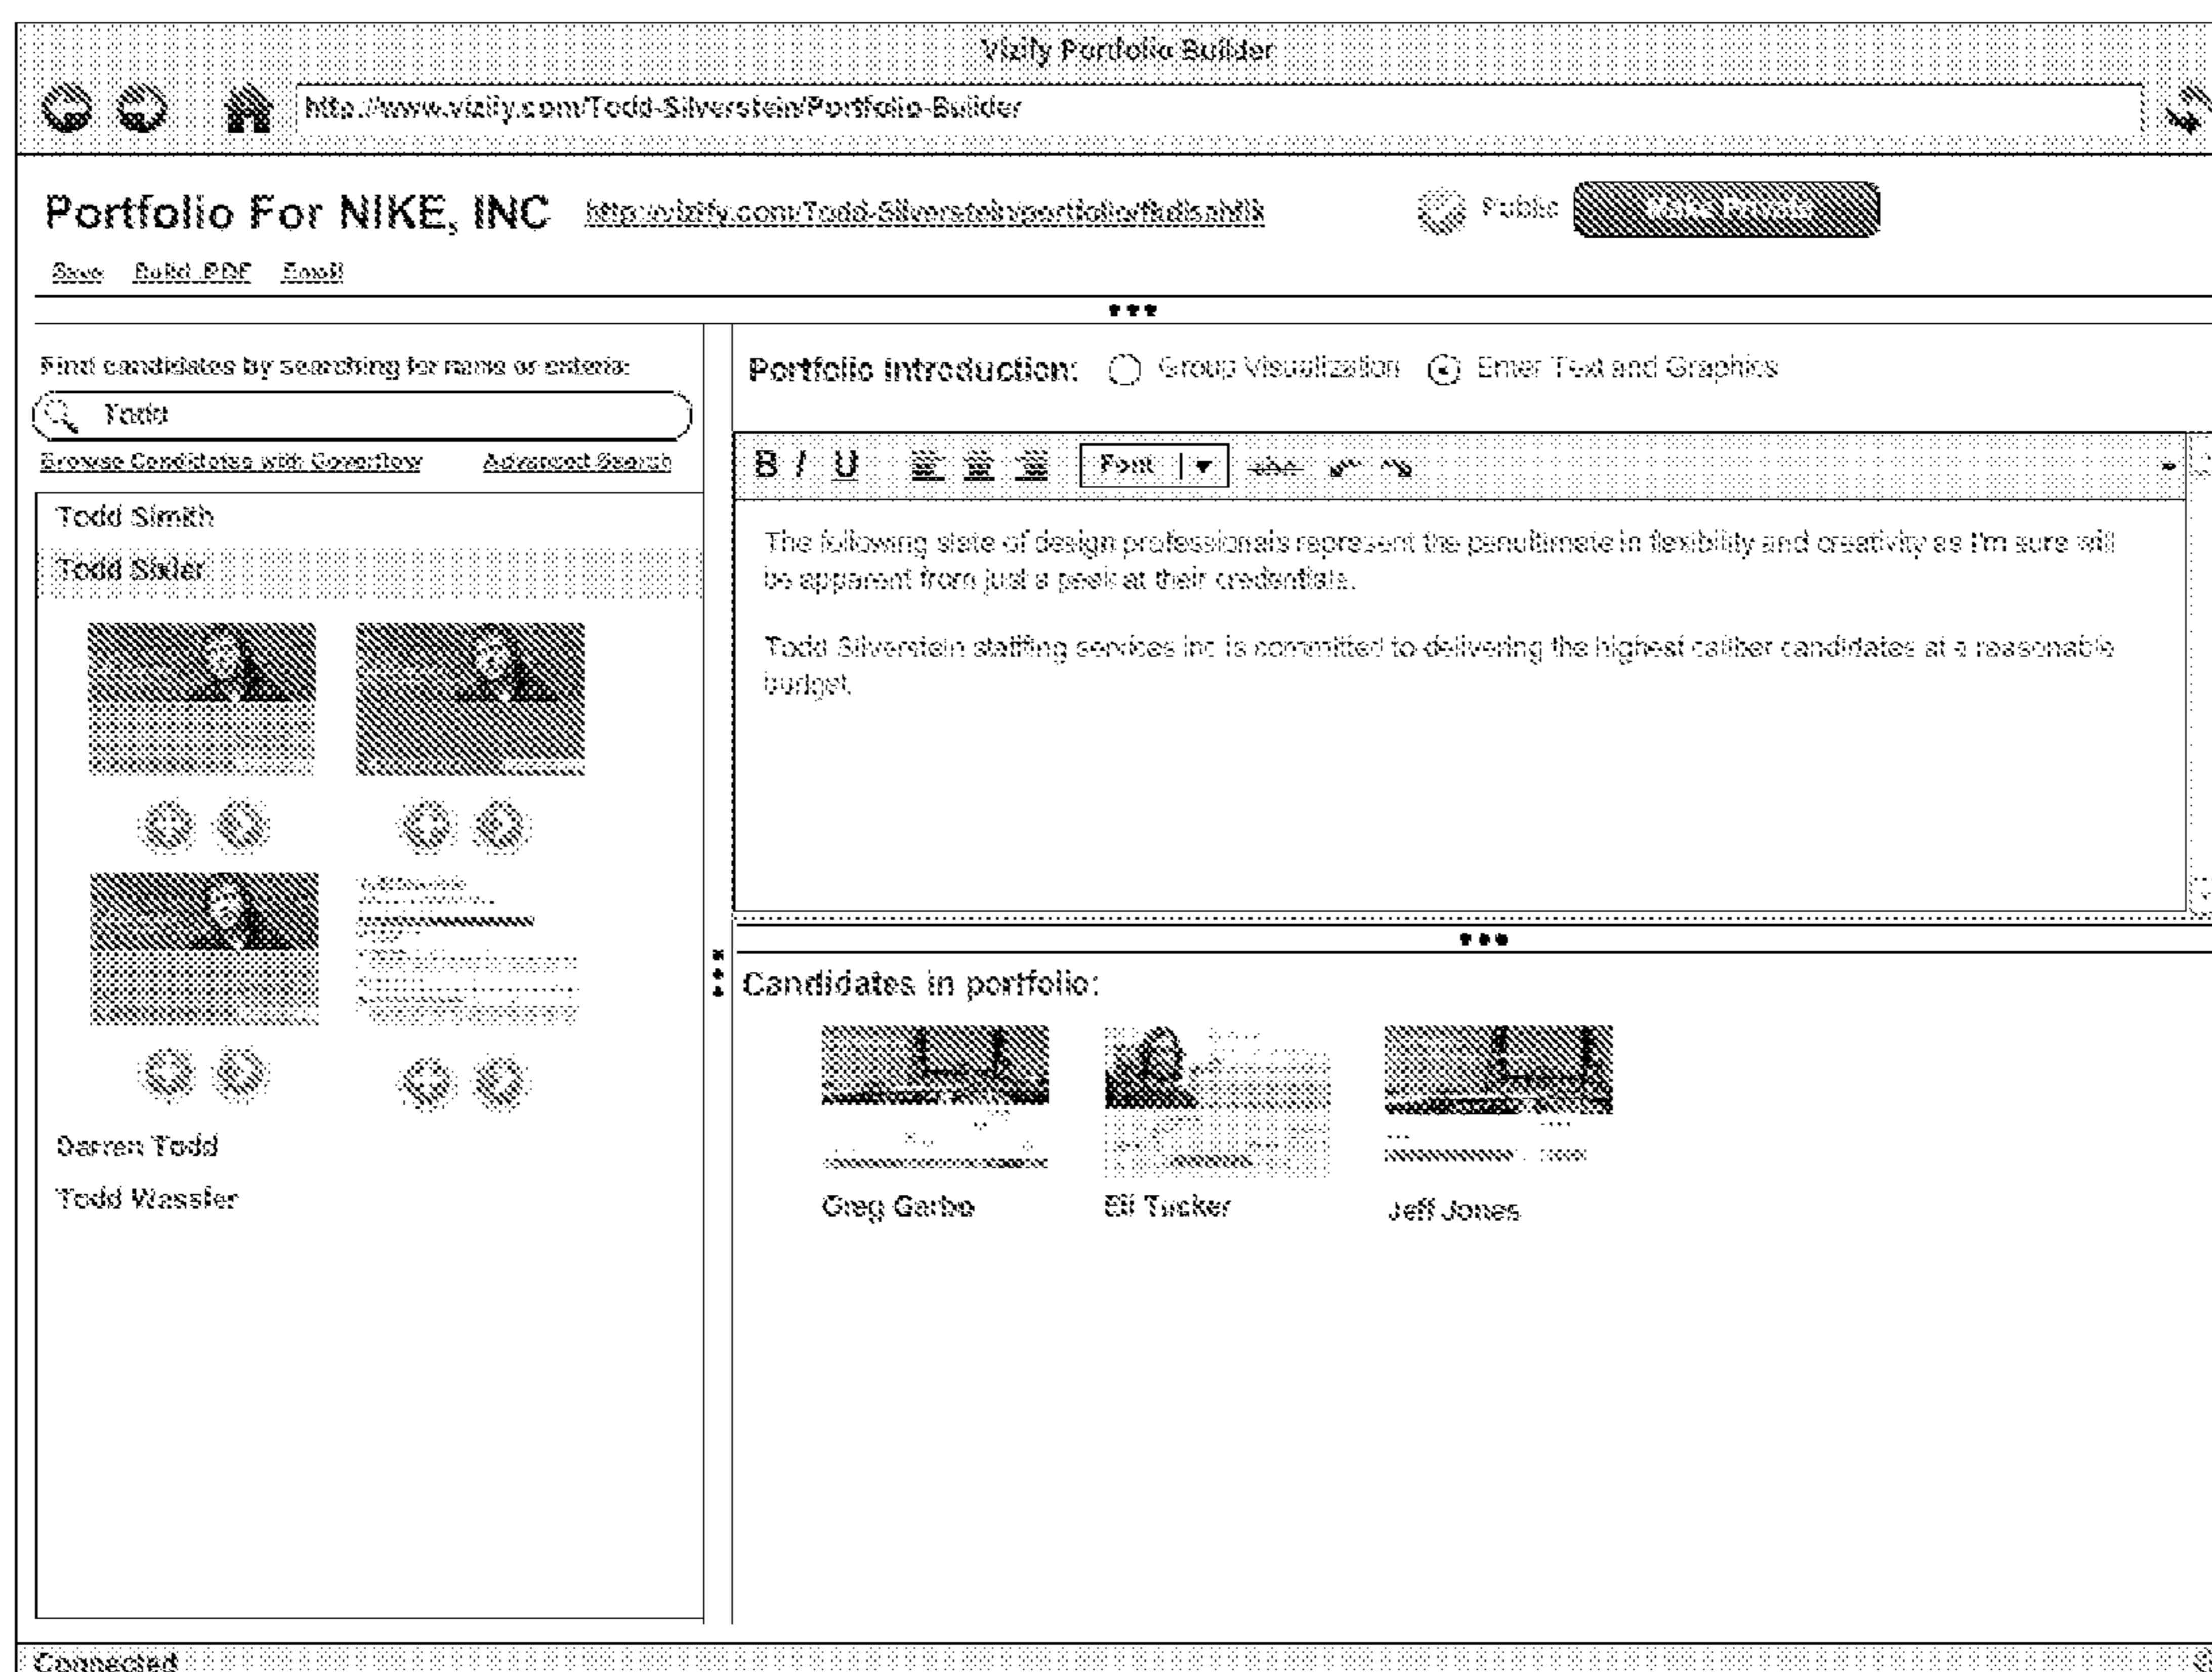 Vizify Portfolio Builder
http://www.vizify.com/Todd-Silverstein/Portfolio-Builder
Portfolio For NIKE, INC
Public
Make Private
Save Build .PDF Email
Find candidates by searching for name or criteria:
Todd
Browse Candidates with Coverflow Advanced Search
Todd Simith
Todd Sixler
Darren Todd
Todd Wassler
Portfolio Introduction: Group Visualization Enter Text and Graphics
B I U Font abc
The following slate of design professionals represent the penultimate in flexibility and creativity as I'm sure will
be apparent from just a peek at their credentials.
Todd Silverstein staffing services inc is committed to delivering the highest caliber candidates at a reasonable
budget.
Candidates in portfolio:
Greg Garbo Eli Tucker Jeff Jones
Connected